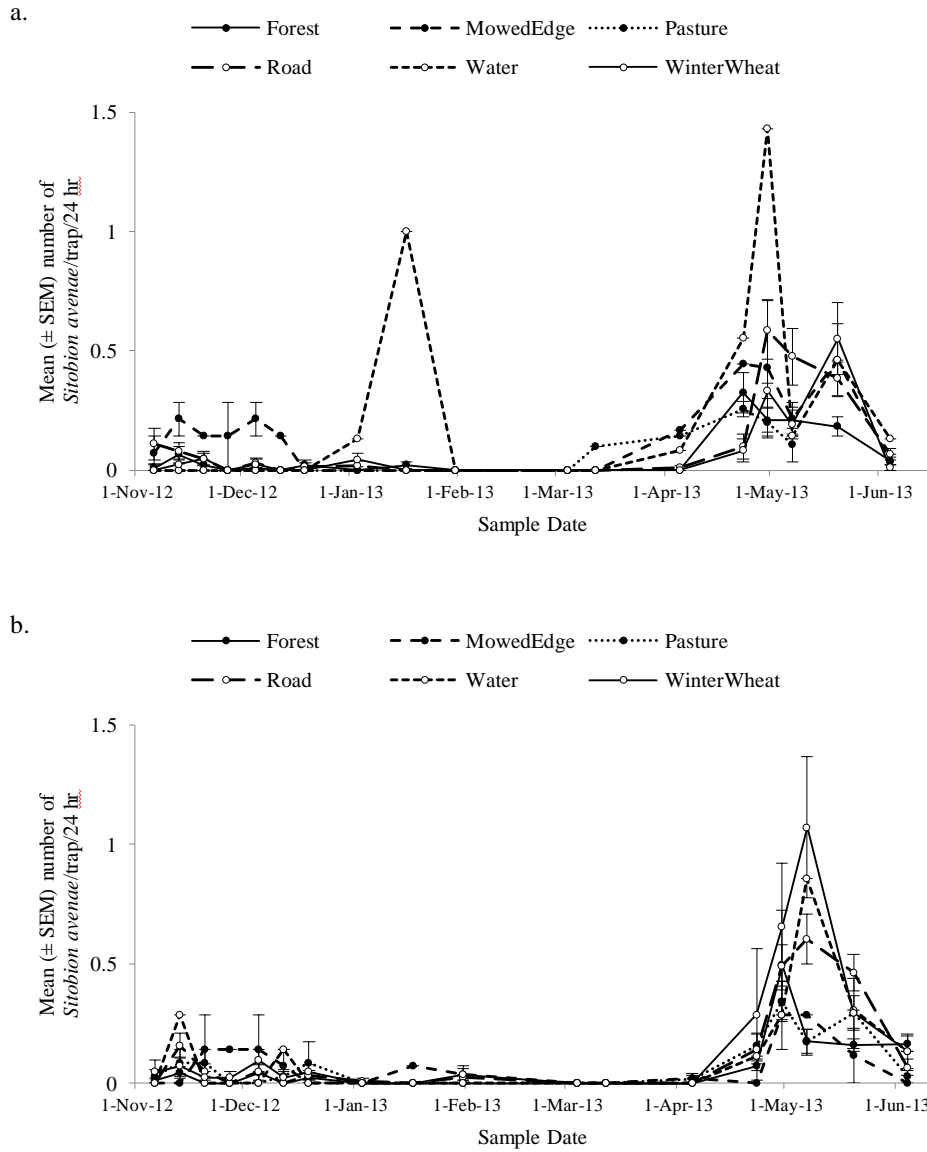 a.
Forest MowedEdge Pasture
Road Water WinterWheat
Mean (± SEM) number of
Sitobion avenae/trap/24 hr
1.5
1
0.5
0
1-Nov-12 1-Dec-12 1-Jan-13 1-Feb-13 1-Mar-13 1-Apr-13 1-May-13 1-Jun-13
Sample Date
b.
Forest MowedEdge Pasture
Road Water WinterWheat
Mean (± SEM) number of
Sitobion avenae/trap/24 hr
1.5
1
0.5
0
1-Nov-12 1-Dec-12 1-Jan-13 1-Feb-13 1-Mar-13 1-Apr-13 1-May-13 1-Jun-13
Sample Date